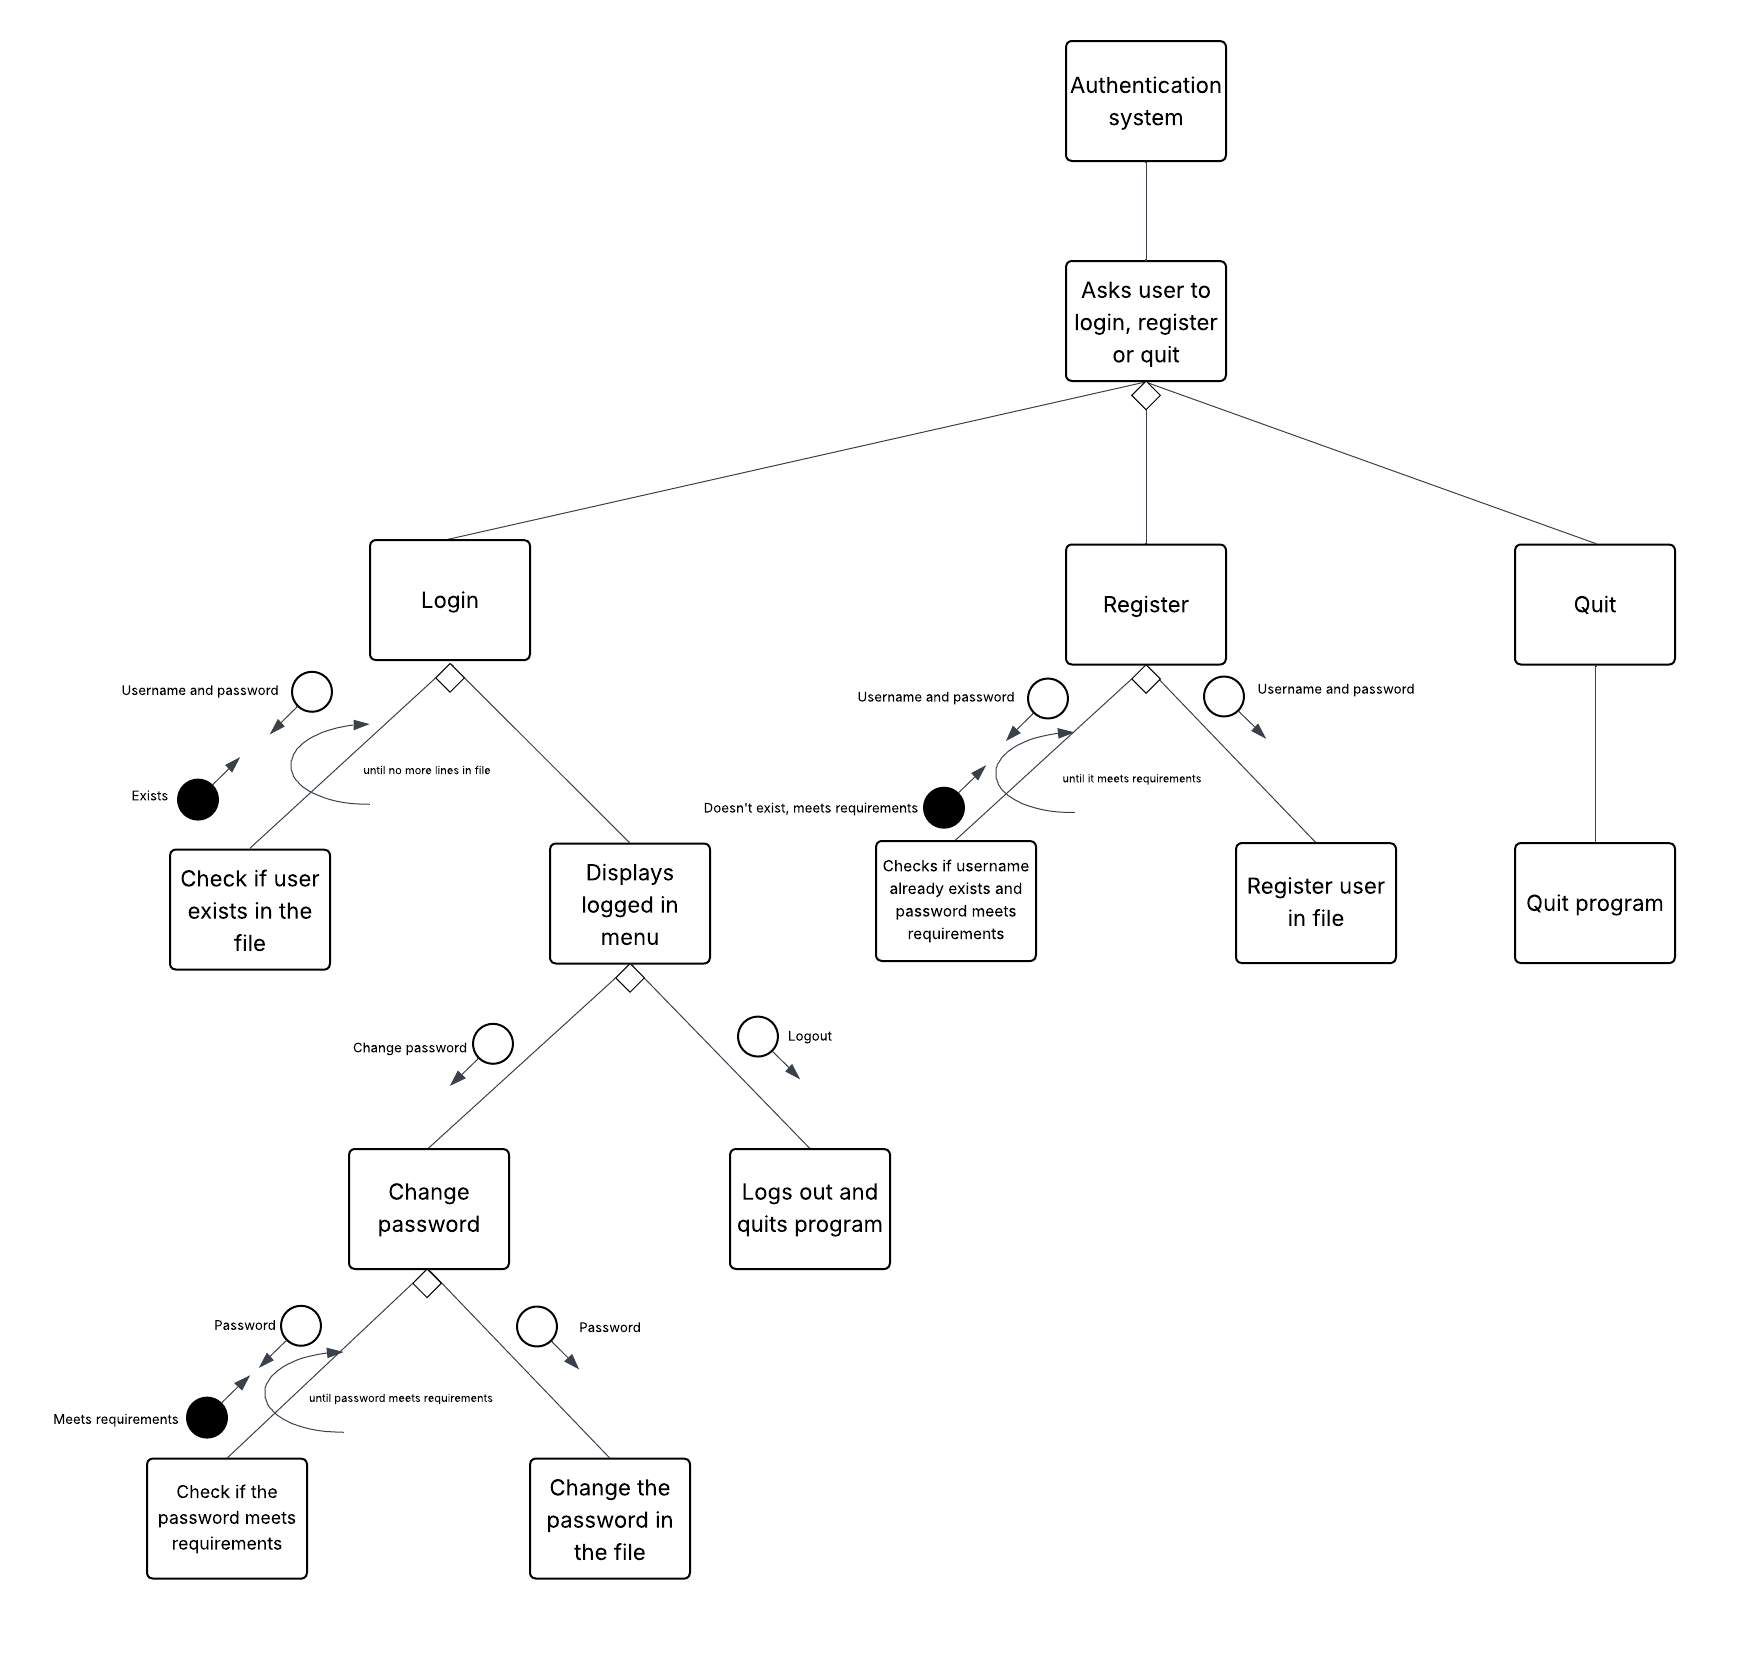 Authentication
system
Asks user to
login, register
or quit
Login
Register
Quit
Username and password
Exists
until no more lines in file
Username and password
Username and password
Doesn't exist, meets requirements
until it meets requirements
Check if user
exists in the
file
Displays
logged in
menu
Checks if username
already exists and
password meets
requirements
Register user
in file
Quit program
Change password
Logout
Change
password
Logs out and
quits program
Password
Password
Meets requirements
until password meets requirements
Check if the
password meets
requirements
Change the
password in
the file